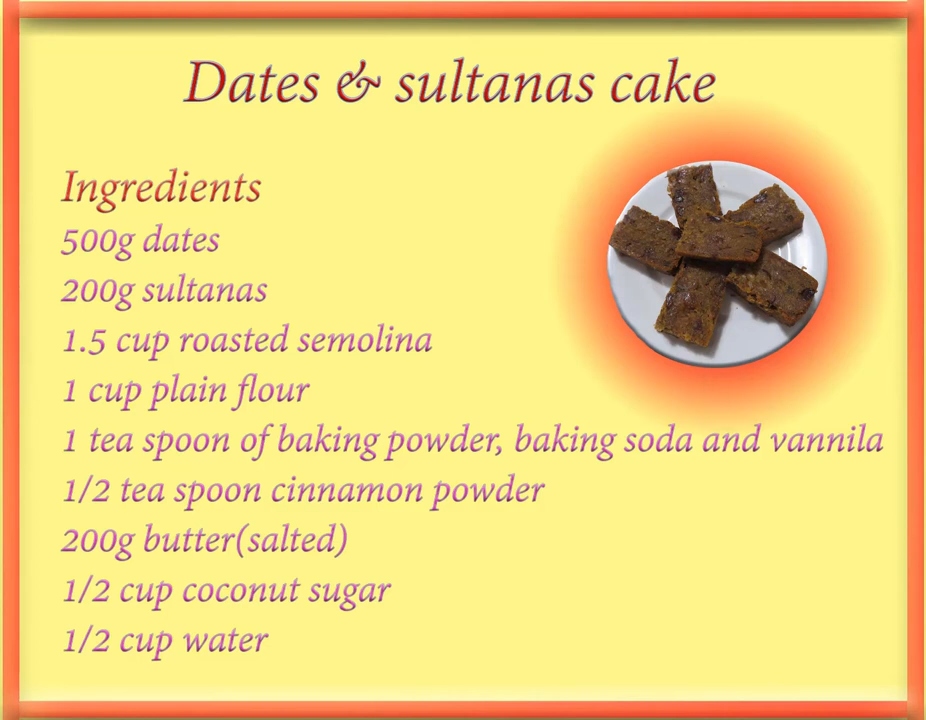 Dates & sultanas cake
Ingredients
500g dates
200g sultanas
1.5 cup roasted semolina
1 cup plain flour
1 tea spoon of baking powder, baking soda and vannila
1/2 tea spoon cinnamon powder
200g butter(salted)
1/2 cup coconut sugar
1/2 cup water